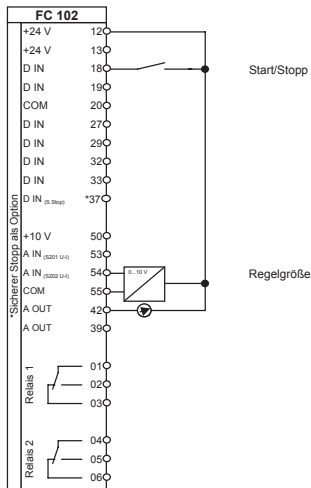 FC 102
+24 V 12
+24 V 13
D IN 18
Start/Stopp
D IN 19
COM 20
D IN 27
D IN 29
D IN 32
D IN 33
D IN (S.Stop) *37
*Sicherer Stopp als Option
+10 V 50
A IN (S201 U-I) 53
A IN (S202 U-I) 54
0...10 V
Regelgröße
COM 55
A OUT 42
A OUT 39
Relais 1
01
02
03
Relais 2
04
05
06